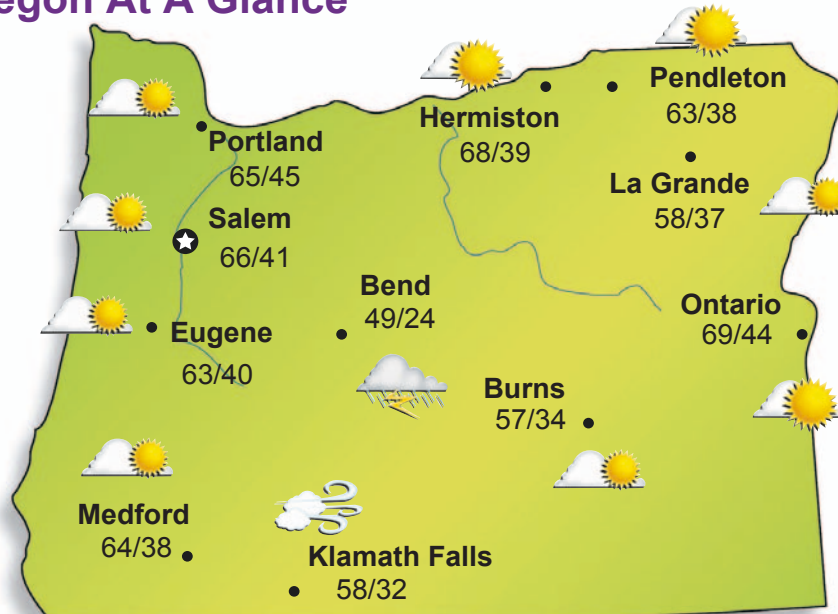 egon At A Glance
Pendleton
63/38
Hermiston
68/39
Portland
65/45
La Grande
58/37
Salem
66/41
Bend
49/24
Ontario
69/44
Eugene
63/40
Burns
57/34
Medford
64/38
Klamath Falls
58/32